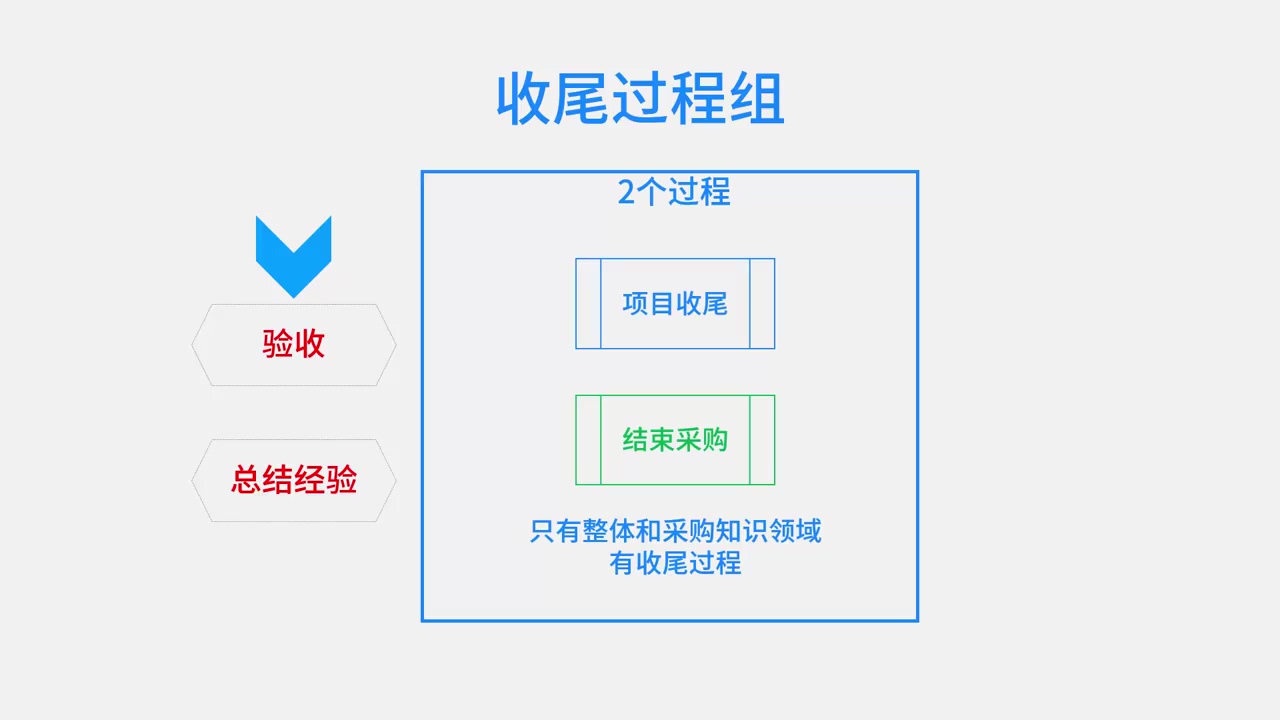 收尾过程组
2个过程
验收
总结经验
项目收尾
结束采购
只有整体和采购知识领域
有收尾过程